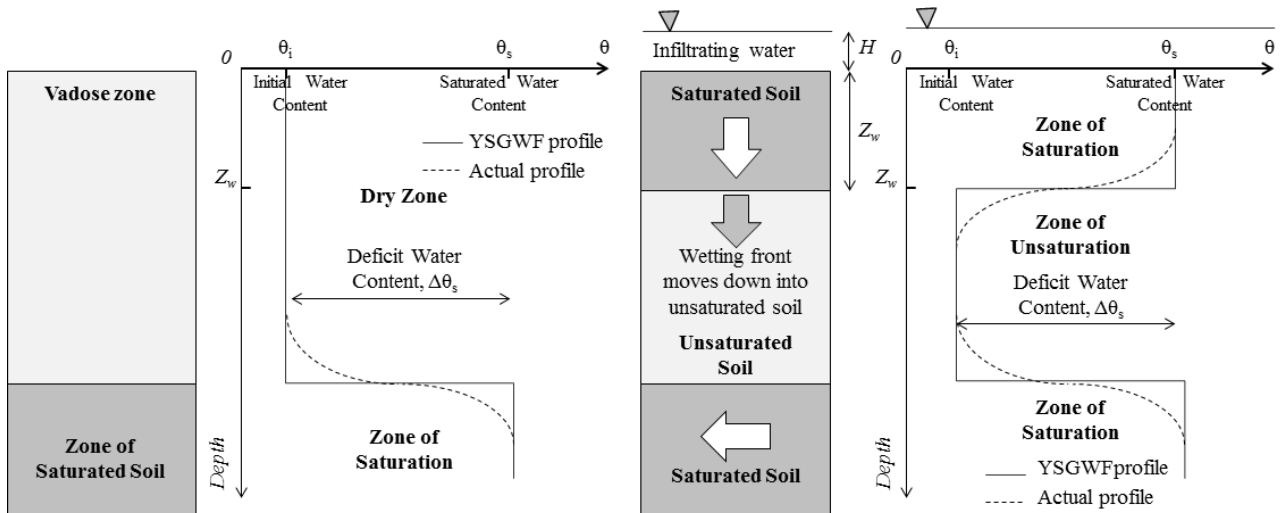 θi
θs
θ
0
Initial Water
Content
Saturated Water
Content
Vadose zone
YSGWF profile
Actual profile
Zw
Dry Zone
Deficit Water
Content, Δθs
Zone of
Saturation
Zone of
Saturated Soil
Depth
Infiltrating water
H
Saturated Soil
Zw
Wetting front
moves down into
unsaturated soil
Unsaturated
Soil
Saturated Soil
θi
θs
θ
0
Initial Water
Content
Saturated Water
Content
Zone of
Saturation
Zw
Zone of
Unsaturation
Deficit Water
Content, Δθs
Zone of
Saturation
YSGWF profile
Actual profile
Depth